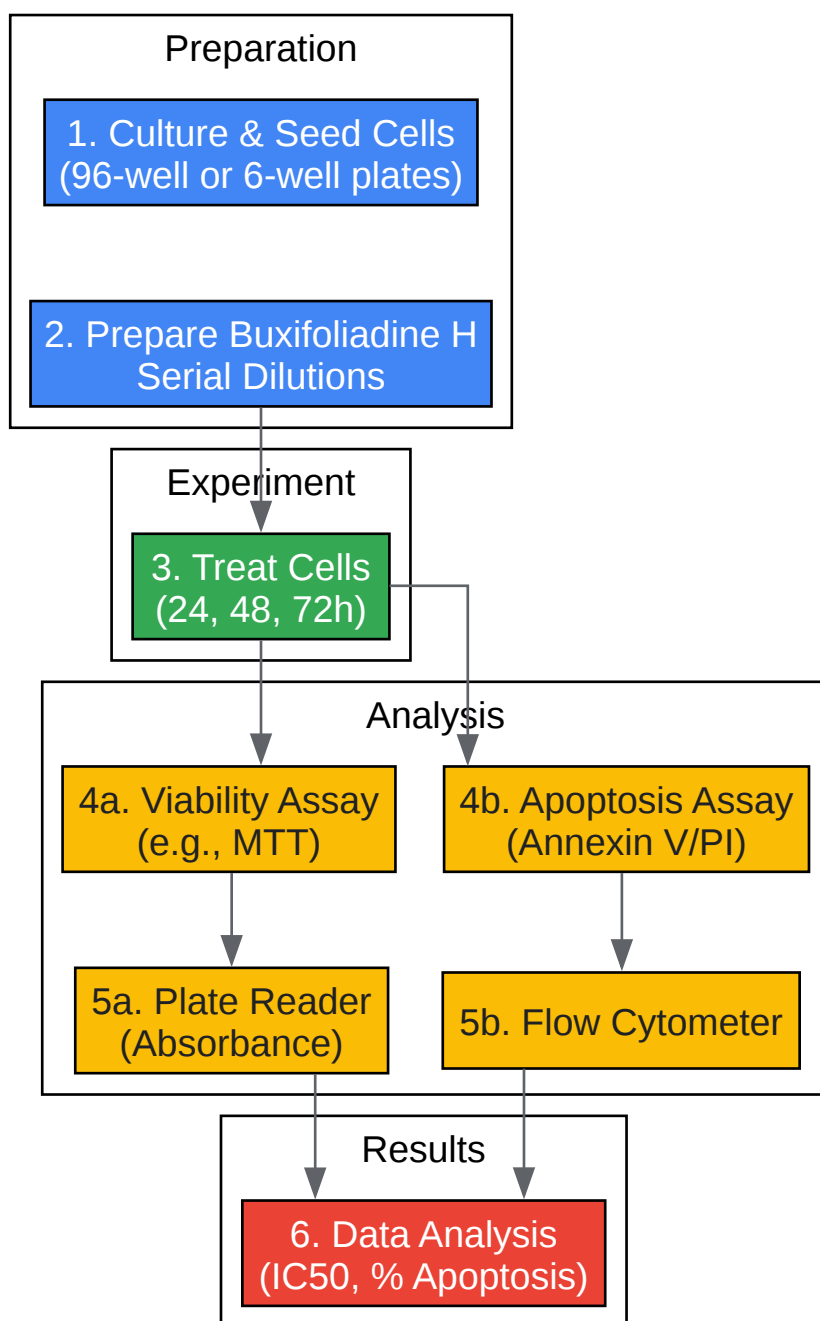 Preparation
1. Culture & Seed Cells
(96-well or 6-well plates)
2. Prepare Buxifoliadine H
Serial Dilutions
Experiment
3. Treat Cells
(24, 48, 72h)
Analysis
4a. Viability Assay
(e.g., MTT)
4b. Apoptosis Assay
(Annexin V/PI)
5a. Plate Reader
(Absorbance)
5b. Flow Cytometer
Results
6. Data Analysis
(IC50, % Apoptosis)